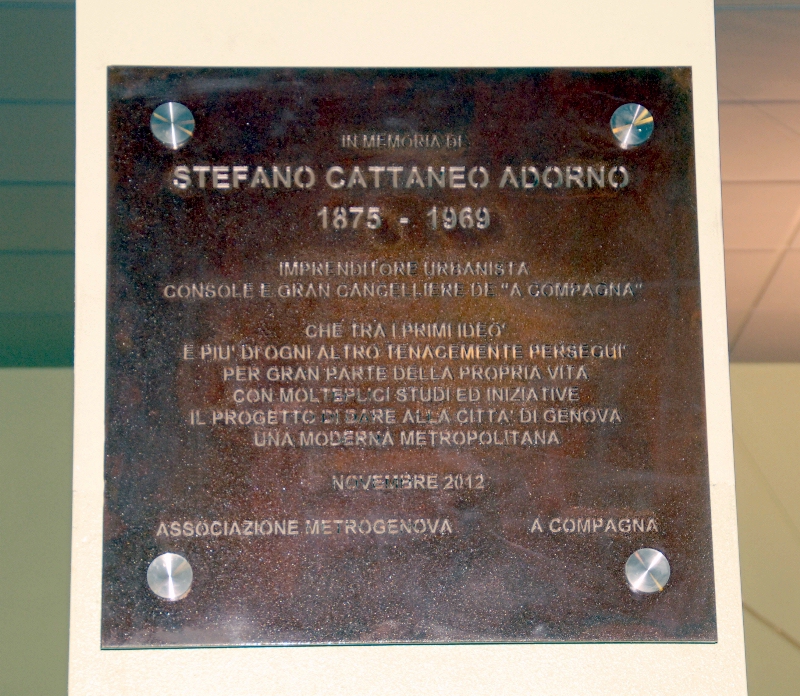 IN MEMORIA DI
STEFANO CATTANEO ADORNO
1875 - 1969
IMPRENDITORE URBANISTA
CONSOLE E GRAN CANCELLIERE DE "A COMPAGNA"
CHE TRA I PRIMI IDEO'
E PIU' DI OGNI ALTRO TENACEMENTE PERSEGUI'
PER GRAN PARTE DELLA PROPRIA VITA
CON MOLTEPLICI STUDI ED INIZIATIVE
IL PROGETTO DI DARE ALLA CITTA' DI GENOVA
UNA MODERNA METROPOLITANA
NOVEMBRE 2012
ASSOCIAZIONE METROGENOVA A COMPAGNA